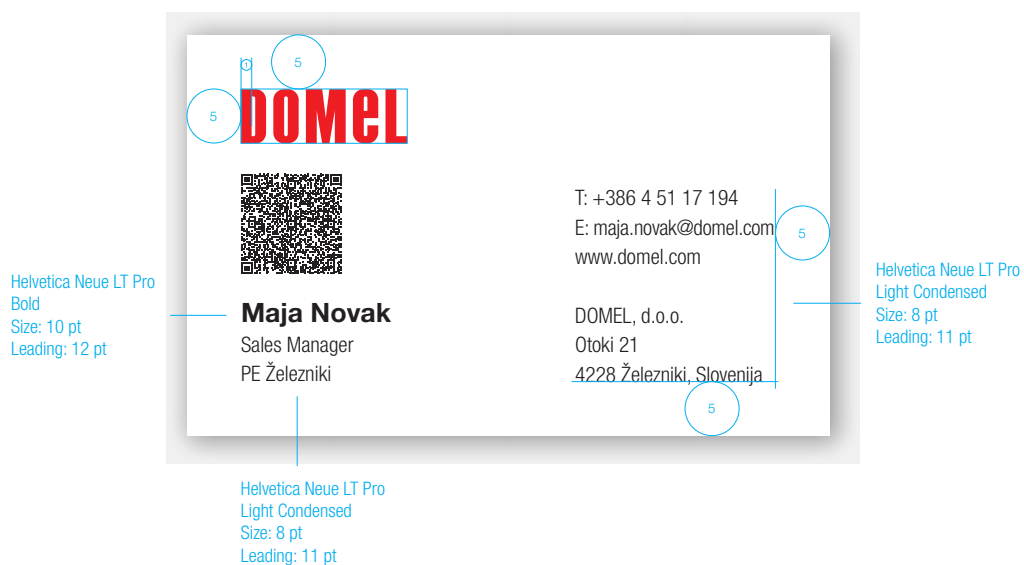 1
5
5
DOMEL
T: +386 4 51 17 194
E: maja.novak@domel.com
www.domel.com
5
Helvetica Neue LT Pro
Bold
Size: 10 pt
Leading: 12 pt
Maja Novak
Sales Manager
PE Železniki
DOMEL, d.o.o.
Otoki 21
4228 Železniki, Slovenija
5
Helvetica Neue LT Pro
Light Condensed
Size: 8 pt
Leading: 11 pt
Helvetica Neue LT Pro
Light Condensed
Size: 8 pt
Leading: 11 pt